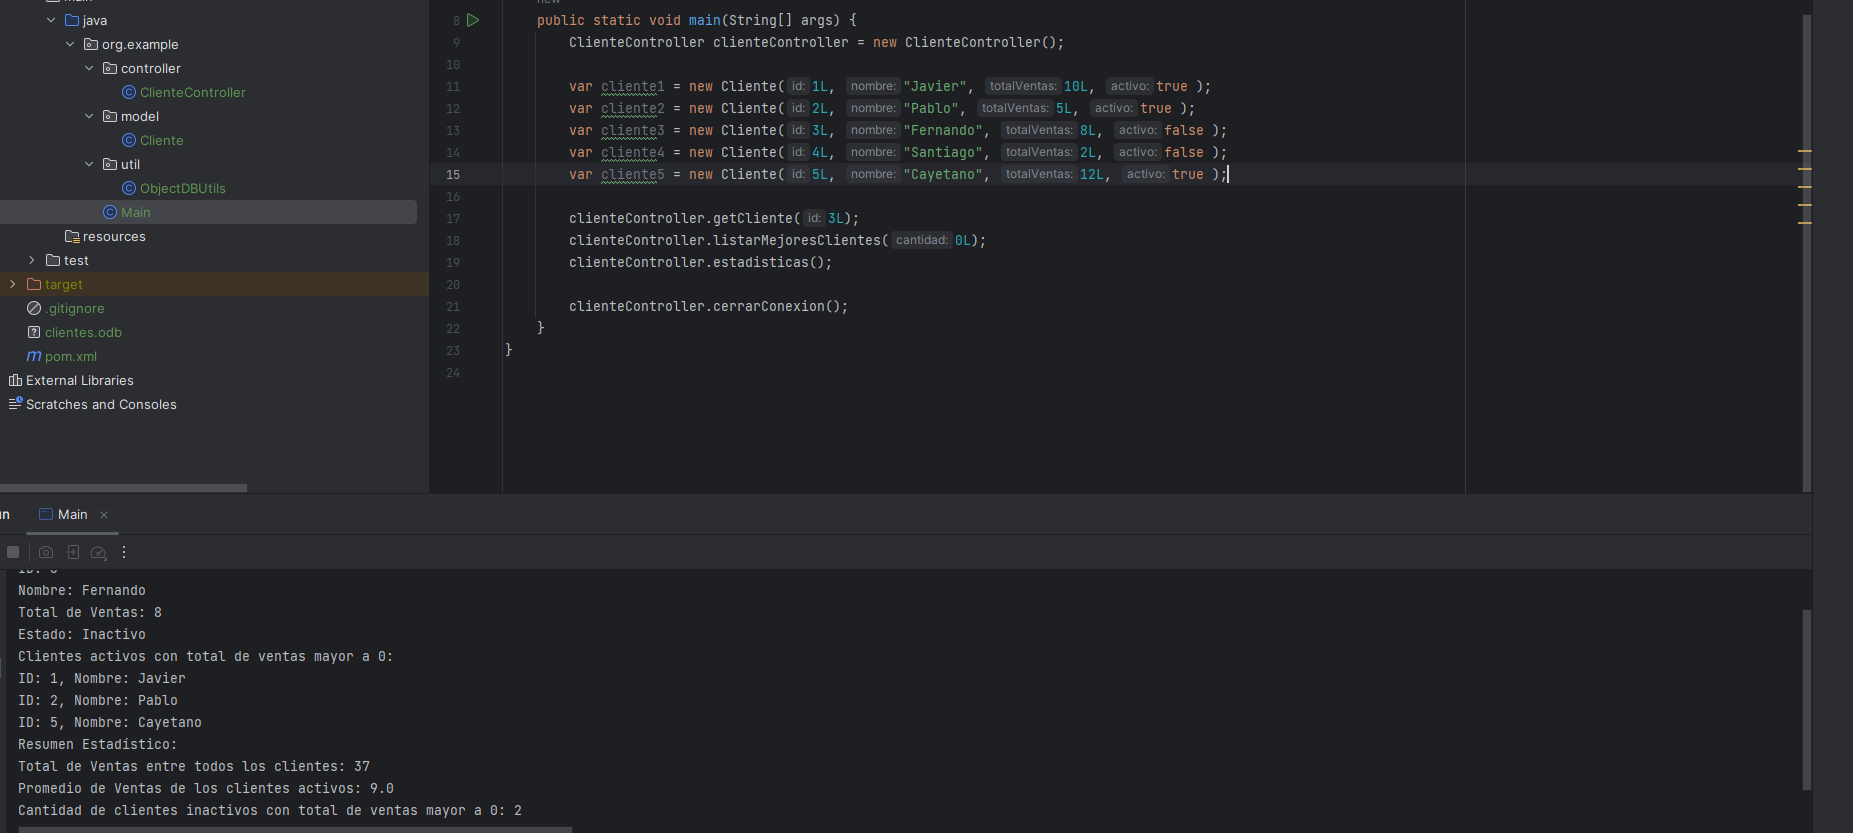 main
java
org.example
controller
ClienteController
model
Cliente
util
ObjectDBUtils
Main
resources
test
target
.gitignore
clientes.odb
pom.xml
External Libraries
Scratches and Consoles
new
8 public static void main(String[] args) {
9 ClienteController clienteController = new ClienteController();
10
11 var cliente1 = new Cliente( id: 1L, nombre: "Javier", totalVentas: 10L, activo: true );
12 var cliente2 = new Cliente( id: 2L, nombre: "Pablo", totalVentas: 5L, activo: true );
13 var cliente3 = new Cliente( id: 3L, nombre: "Fernando", totalVentas: 8L, activo: false );
14 var cliente4 = new Cliente( id: 4L, nombre: "Santiago", totalVentas: 2L, activo: false );
15 var cliente5 = new Cliente( id: 5L, nombre: "Cayetano", totalVentas: 12L, activo: true );
16
17 clienteController.getCliente( id: 3L);
18 clienteController.listarMejoresClientes( cantidad: 0L);
19 clienteController.estadisticas();
20
21 clienteController.cerrarConexion();
22 }
23 }
24
Main
Nombre: Fernando
Total de Ventas: 8
Estado: Inactivo
Clientes activos con total de ventas mayor a 0:
ID: 1, Nombre: Javier
ID: 2, Nombre: Pablo
ID: 5, Nombre: Cayetano
Resumen Estadístico:
Total de Ventas entre todos los clientes: 37
Promedio de Ventas de los clientes activos: 9.0
Cantidad de clientes inactivos con total de ventas mayor a 0: 2